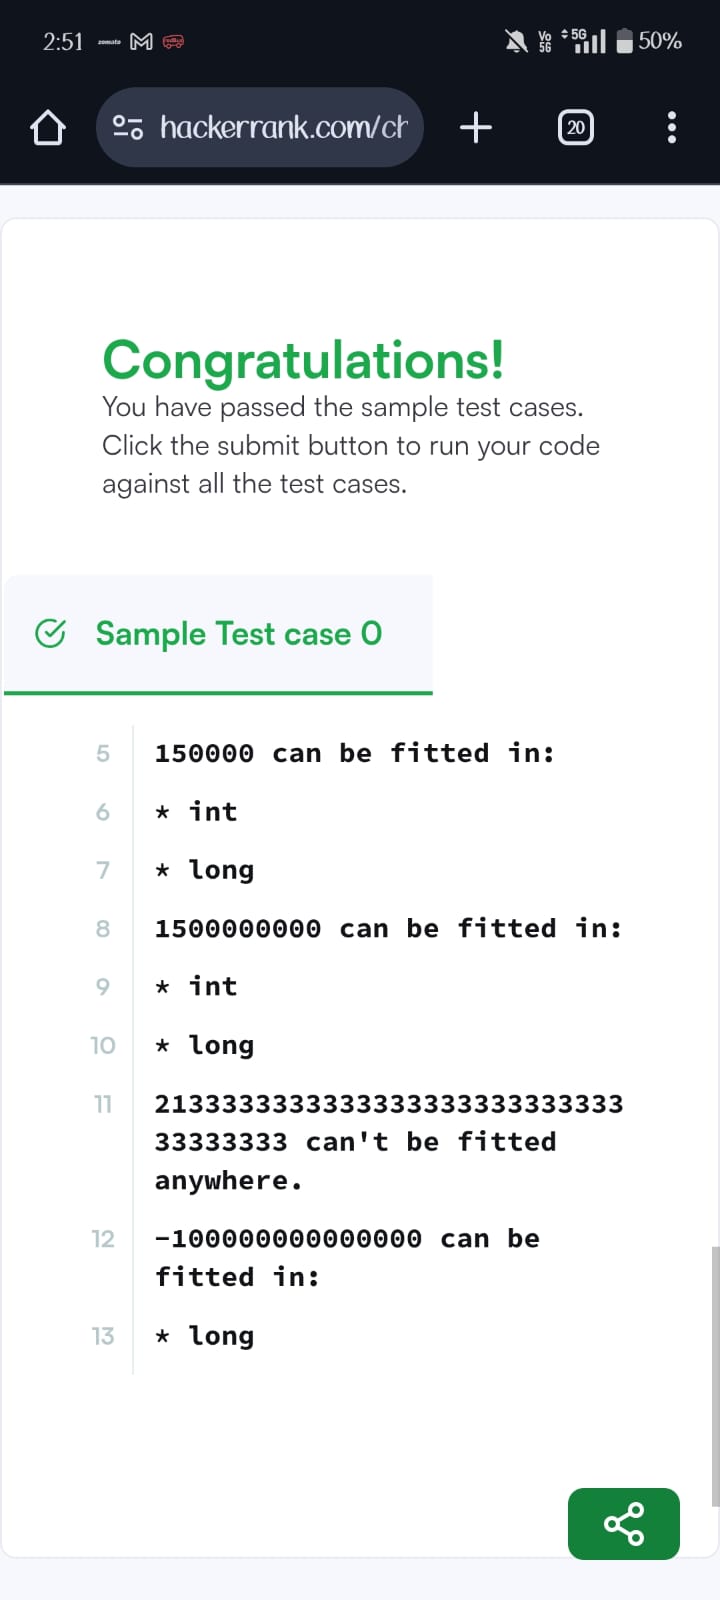 2:51 zomato M redBus Vo 5G 5G 50%
hackerrank.com/ch 20
Congratulations!
You have passed the sample test cases.
Click the submit button to run your code
against all the test cases.
Sample Test case 0
5 150000 can be fitted in:
6 * int
7 * long
8 1500000000 can be fitted in:
9 * int
10 * long
11 2133333333333333333333333333
33333333 can't be fitted
anywhere.
12 -100000000000000 can be
fitted in:
13 * long